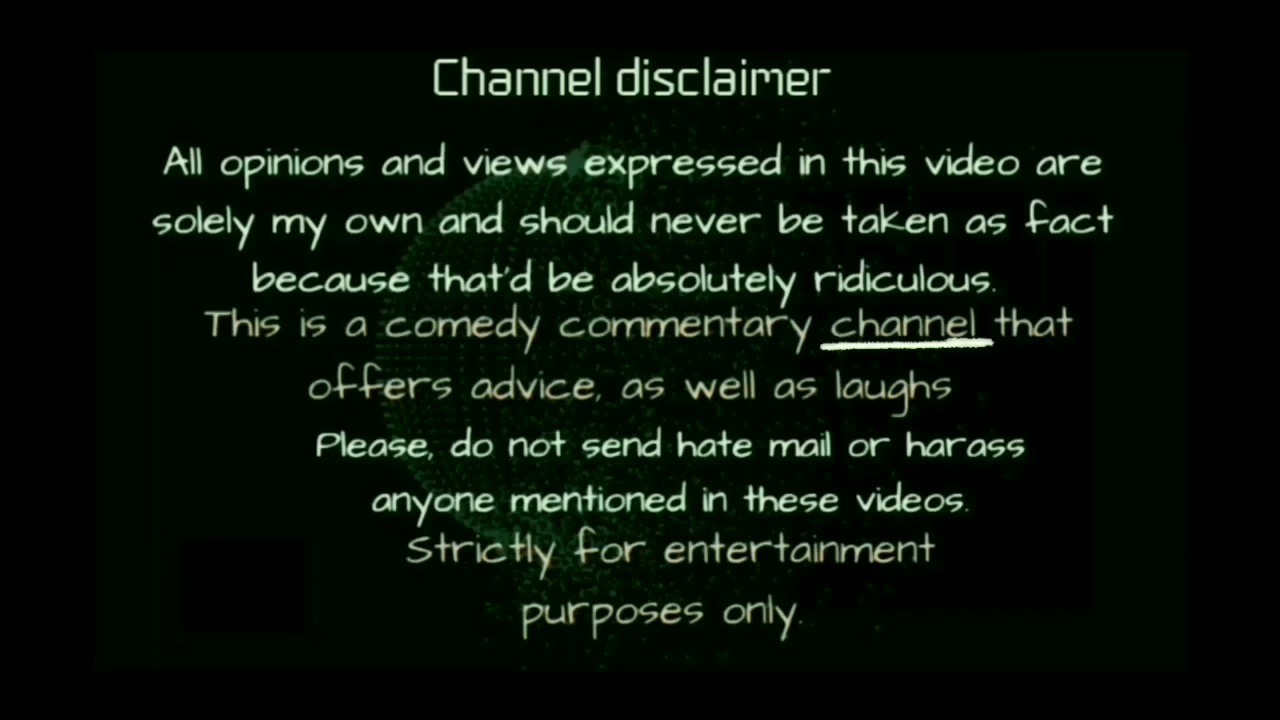 Channel disclaimer
All opinions and views expressed in this video are
solely my own and should never be taken as fact
because that'd be absolutely ridiculous.
This is a comedy commentary channel that
offers advice, as well as laughs
Please, do not send hate mail or harass
anyone mentioned in these videos.
Strictly for entertainment
purposes only.